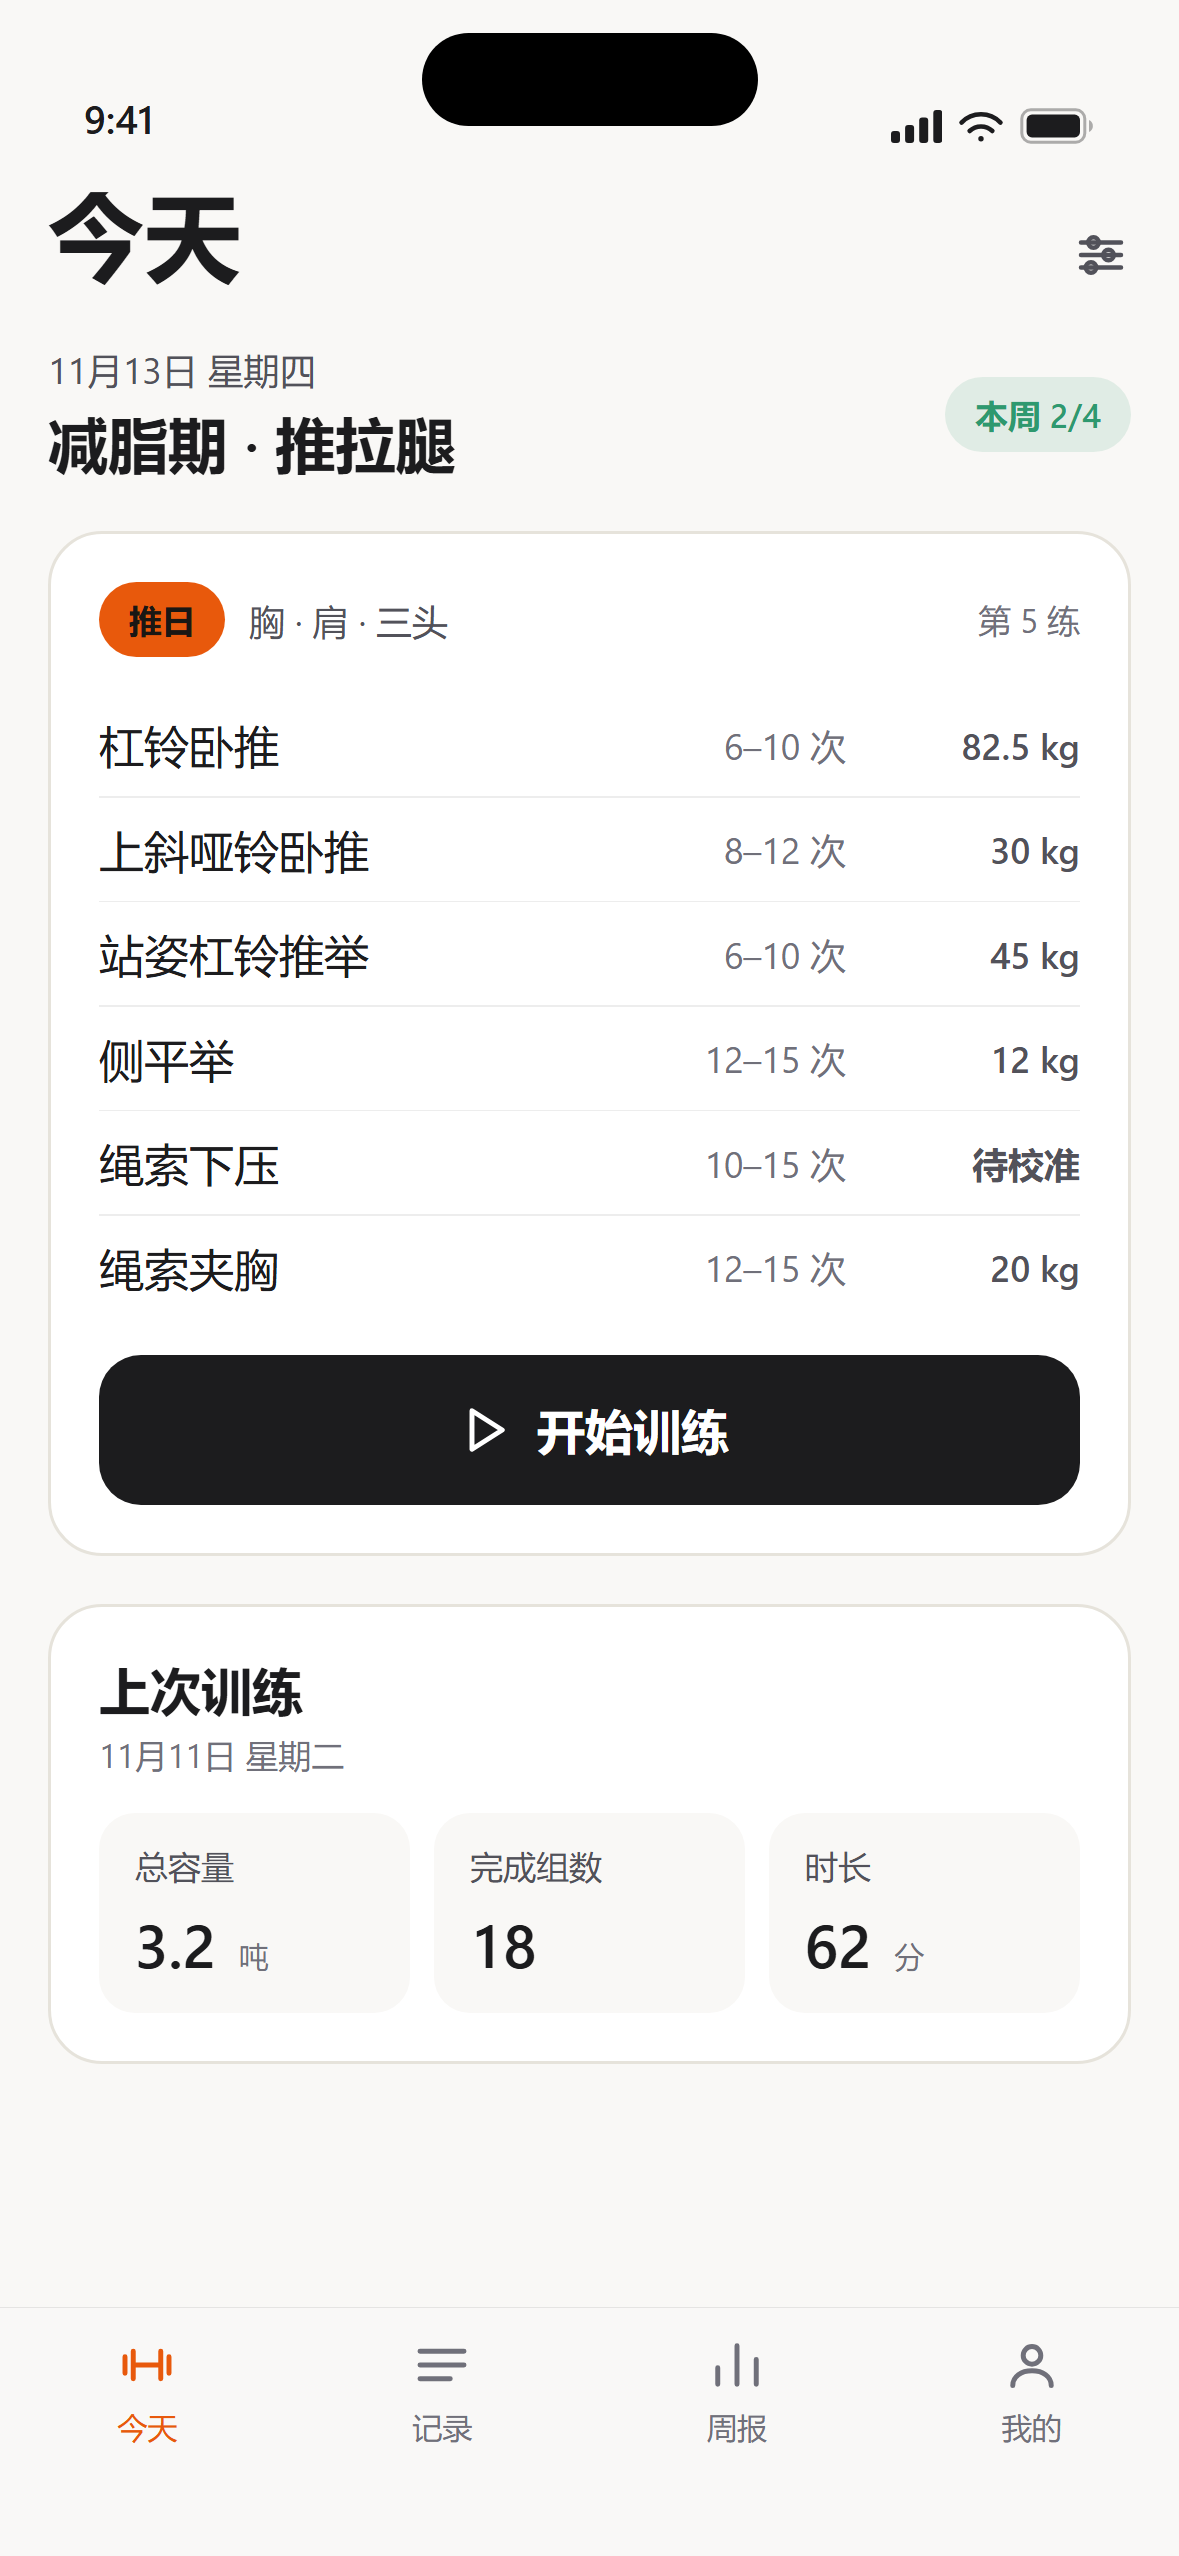 9:41
今天
11月13日 星期四
减脂期 · 推拉腿
本周 2/4
推日 胸 · 肩 · 三头 第 5 练
杠铃卧推 6–10 次 82.5 kg
上斜哑铃卧推 8–12 次 30 kg
站姿杠铃推举 6–10 次 45 kg
侧平举 12–15 次 12 kg
绳索下压 10–15 次 待校准
绳索夹胸 12–15 次 20 kg
开始训练
上次训练
11月11日 星期二
总容量 完成组数 时长
3.2 吨 18 62 分
今天 记录 周报 我的